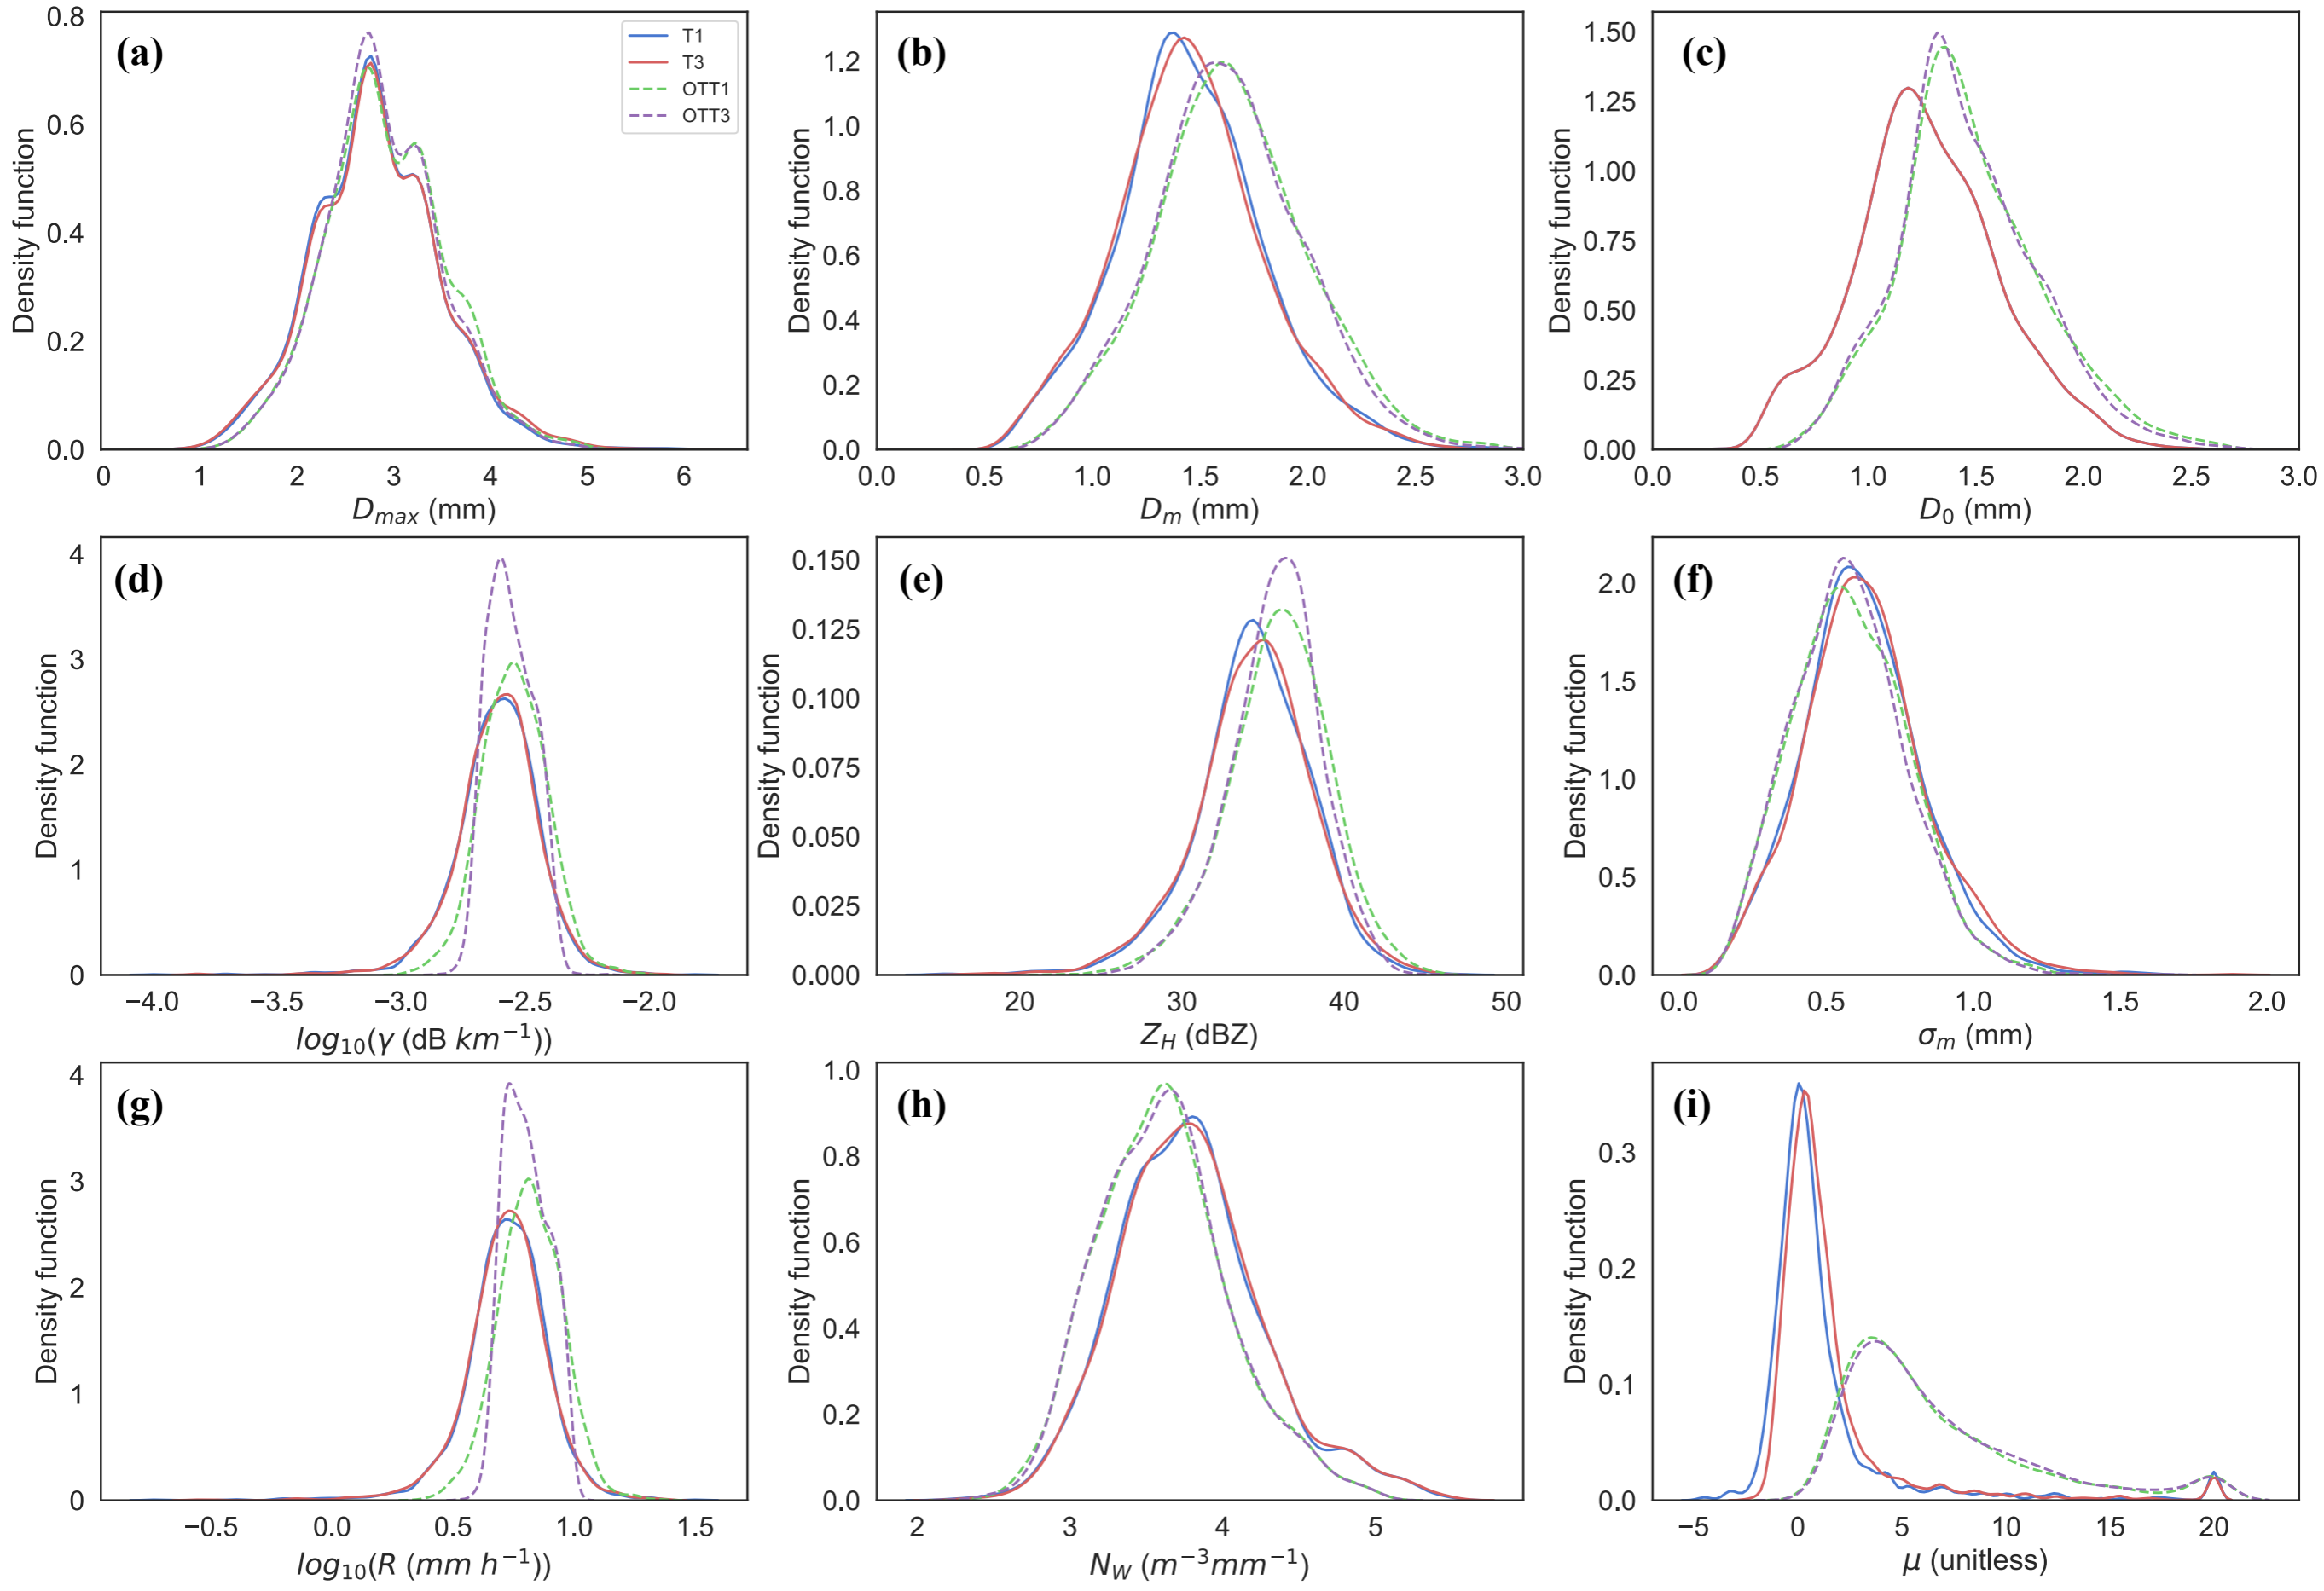 (a)
T1
T3
OTT1
OTT3
Density function
0.0
0.2
0.4
0.6
0.8
0 1 2 3 4 5 6
D_max (mm)
(b)
Density function
0.0
0.2
0.4
0.6
0.8
1.0
1.2
0.0 0.5 1.0 1.5 2.0 2.5 3.0
D_m (mm)
(c)
Density function
0.00
0.25
0.50
0.75
1.00
1.25
1.50
0.0 0.5 1.0 1.5 2.0 2.5 3.0
D_0 (mm)
(d)
Density function
0
1
2
3
4
−4.0 −3.5 −3.0 −2.5 −2.0
log_10(γ (dB km^−1))
(e)
Density function
0.000
0.025
0.050
0.075
0.100
0.125
0.150
20 30 40 50
Z_H (dBZ)
(f)
Density function
0.0
0.5
1.0
1.5
2.0
0.0 0.5 1.0 1.5 2.0
σ_m (mm)
(g)
Density function
0
1
2
3
4
−0.5 0.0 0.5 1.0 1.5
log_10(R (mm h^−1))
(h)
Density function
0.0
0.2
0.4
0.6
0.8
1.0
2 3 4 5
N_W (m^−3mm^−1)
(i)
Density function
0.0
0.1
0.2
0.3
−5 0 5 10 15 20
μ (unitless)